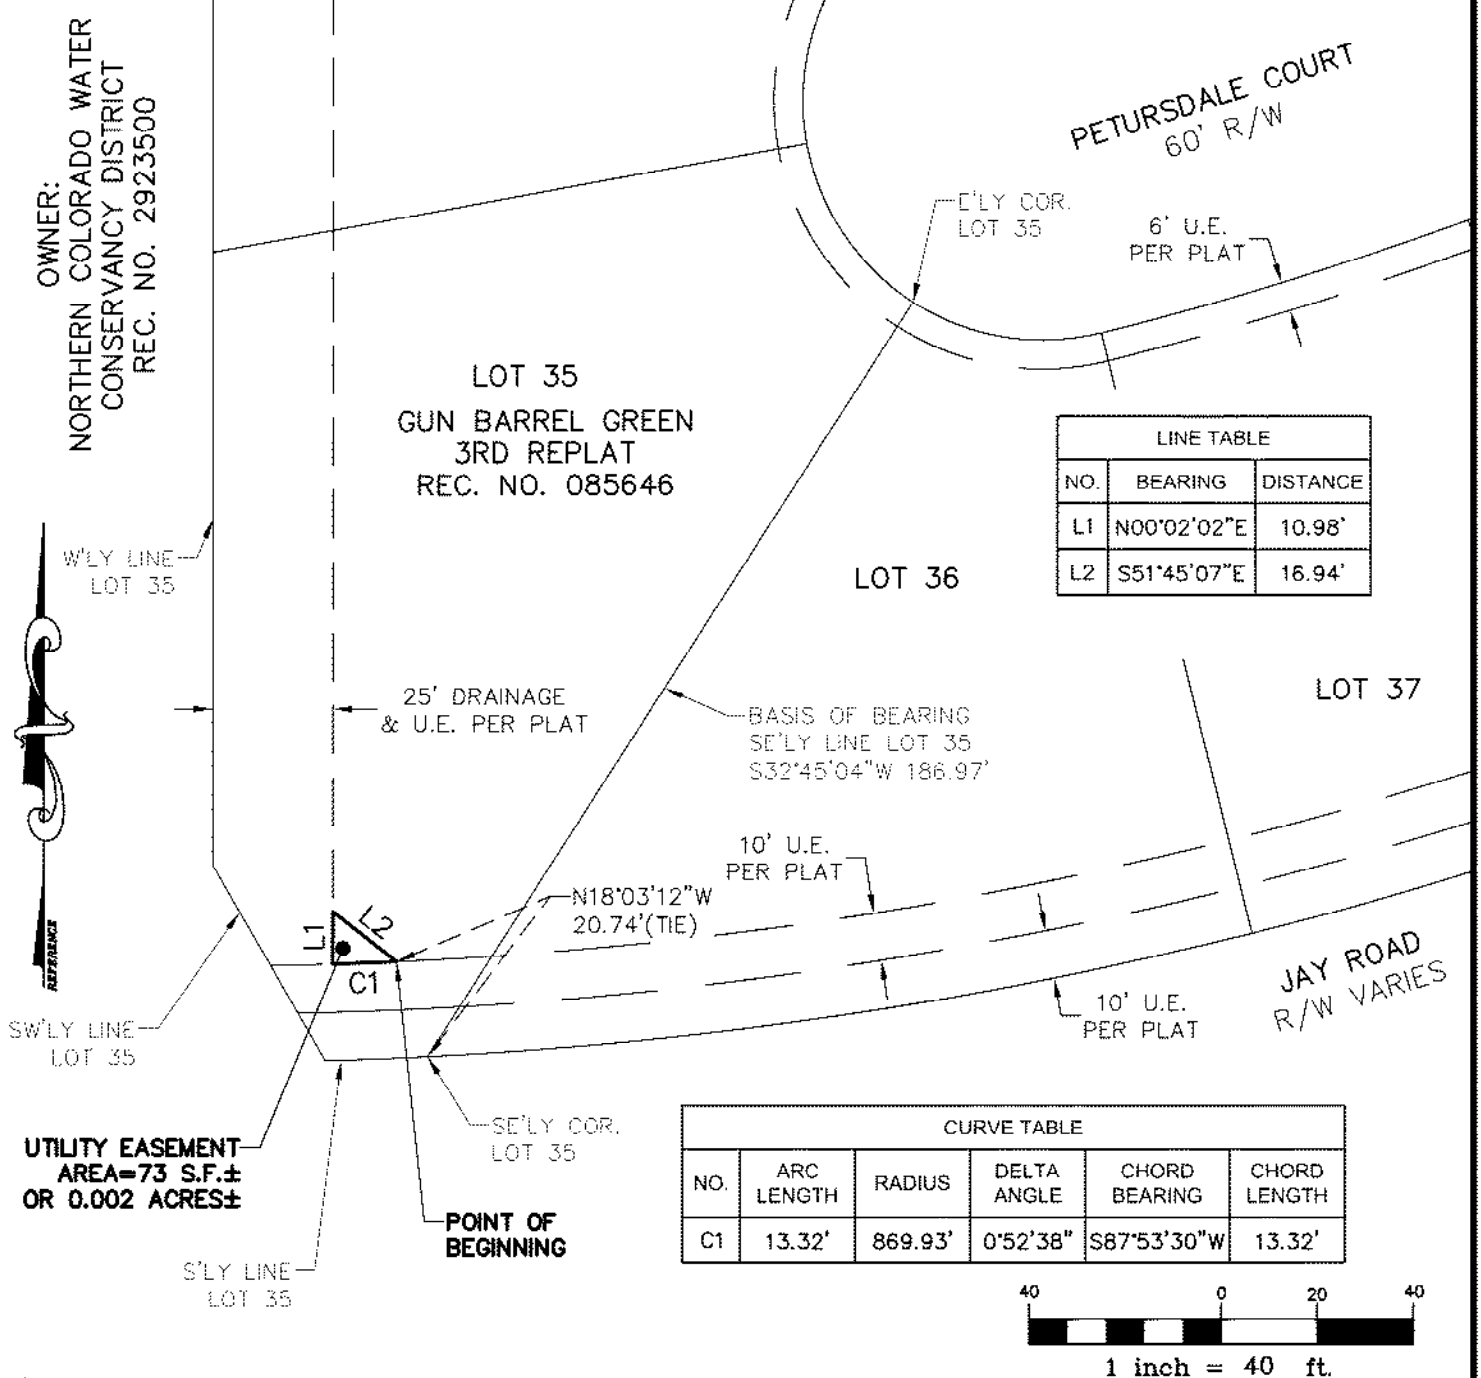 OWNER:
NORTHERN COLORADO WATER
CONSERVANCY DISTRICT
REC. NO. 2923500
PETURSDALE COURT
60' R/W
E'LY COR.
LOT 35
6' U.E.
PER PLAT
LOT 35
GUN BARREL GREEN
3RD REPLAT
REC. NO. 085646
LINE TABLE
NO. BEARING DISTANCE
L1 N00°02'02"E 10.98'
L2 S51°45'07"E 16.94'
W'LY LINE
LOT 35
LOT 36
LOT 37
25' DRAINAGE
& U.E. PER PLAT
BASIS OF BEARING
SE'LY LINE LOT 35
S32°45'04"W 186.97'
10' U.E.
PER PLAT
N18°03'12"W
20.74'(TIE)
L1
L2
C1
REFERENCE
JAY ROAD
R/W VARIES
10' U.E.
PER PLAT
SW'LY LINE
LOT 35
SE'LY COR.
LOT 35
UTILITY EASEMENT
AREA=73 S.F.±
OR 0.002 ACRES±
POINT OF
BEGINNING
S'LY LINE
LOT 35
CURVE TABLE
NO. ARC LENGTH RADIUS DELTA ANGLE CHORD BEARING CHORD LENGTH
C1 13.32' 869.93' 0°52'38" S87°53'30"W 13.32'
40 0 20 40
1 inch = 40 ft.